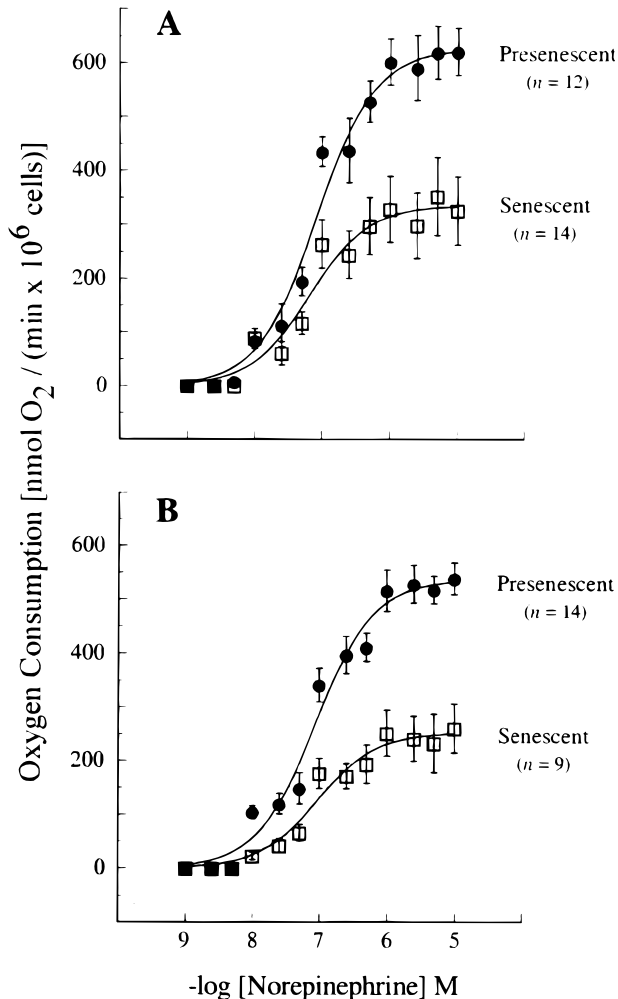 A
600
400
200
0
Presenescent
(n = 12)
Senescent
(n = 14)
Oxygen Consumption [nmol O2 / (min x 10^6 cells)]
B
600
400
200
0
Presenescent
(n = 14)
Senescent
(n = 9)
9 8 7 6 5
-log [Norepinephrine] M